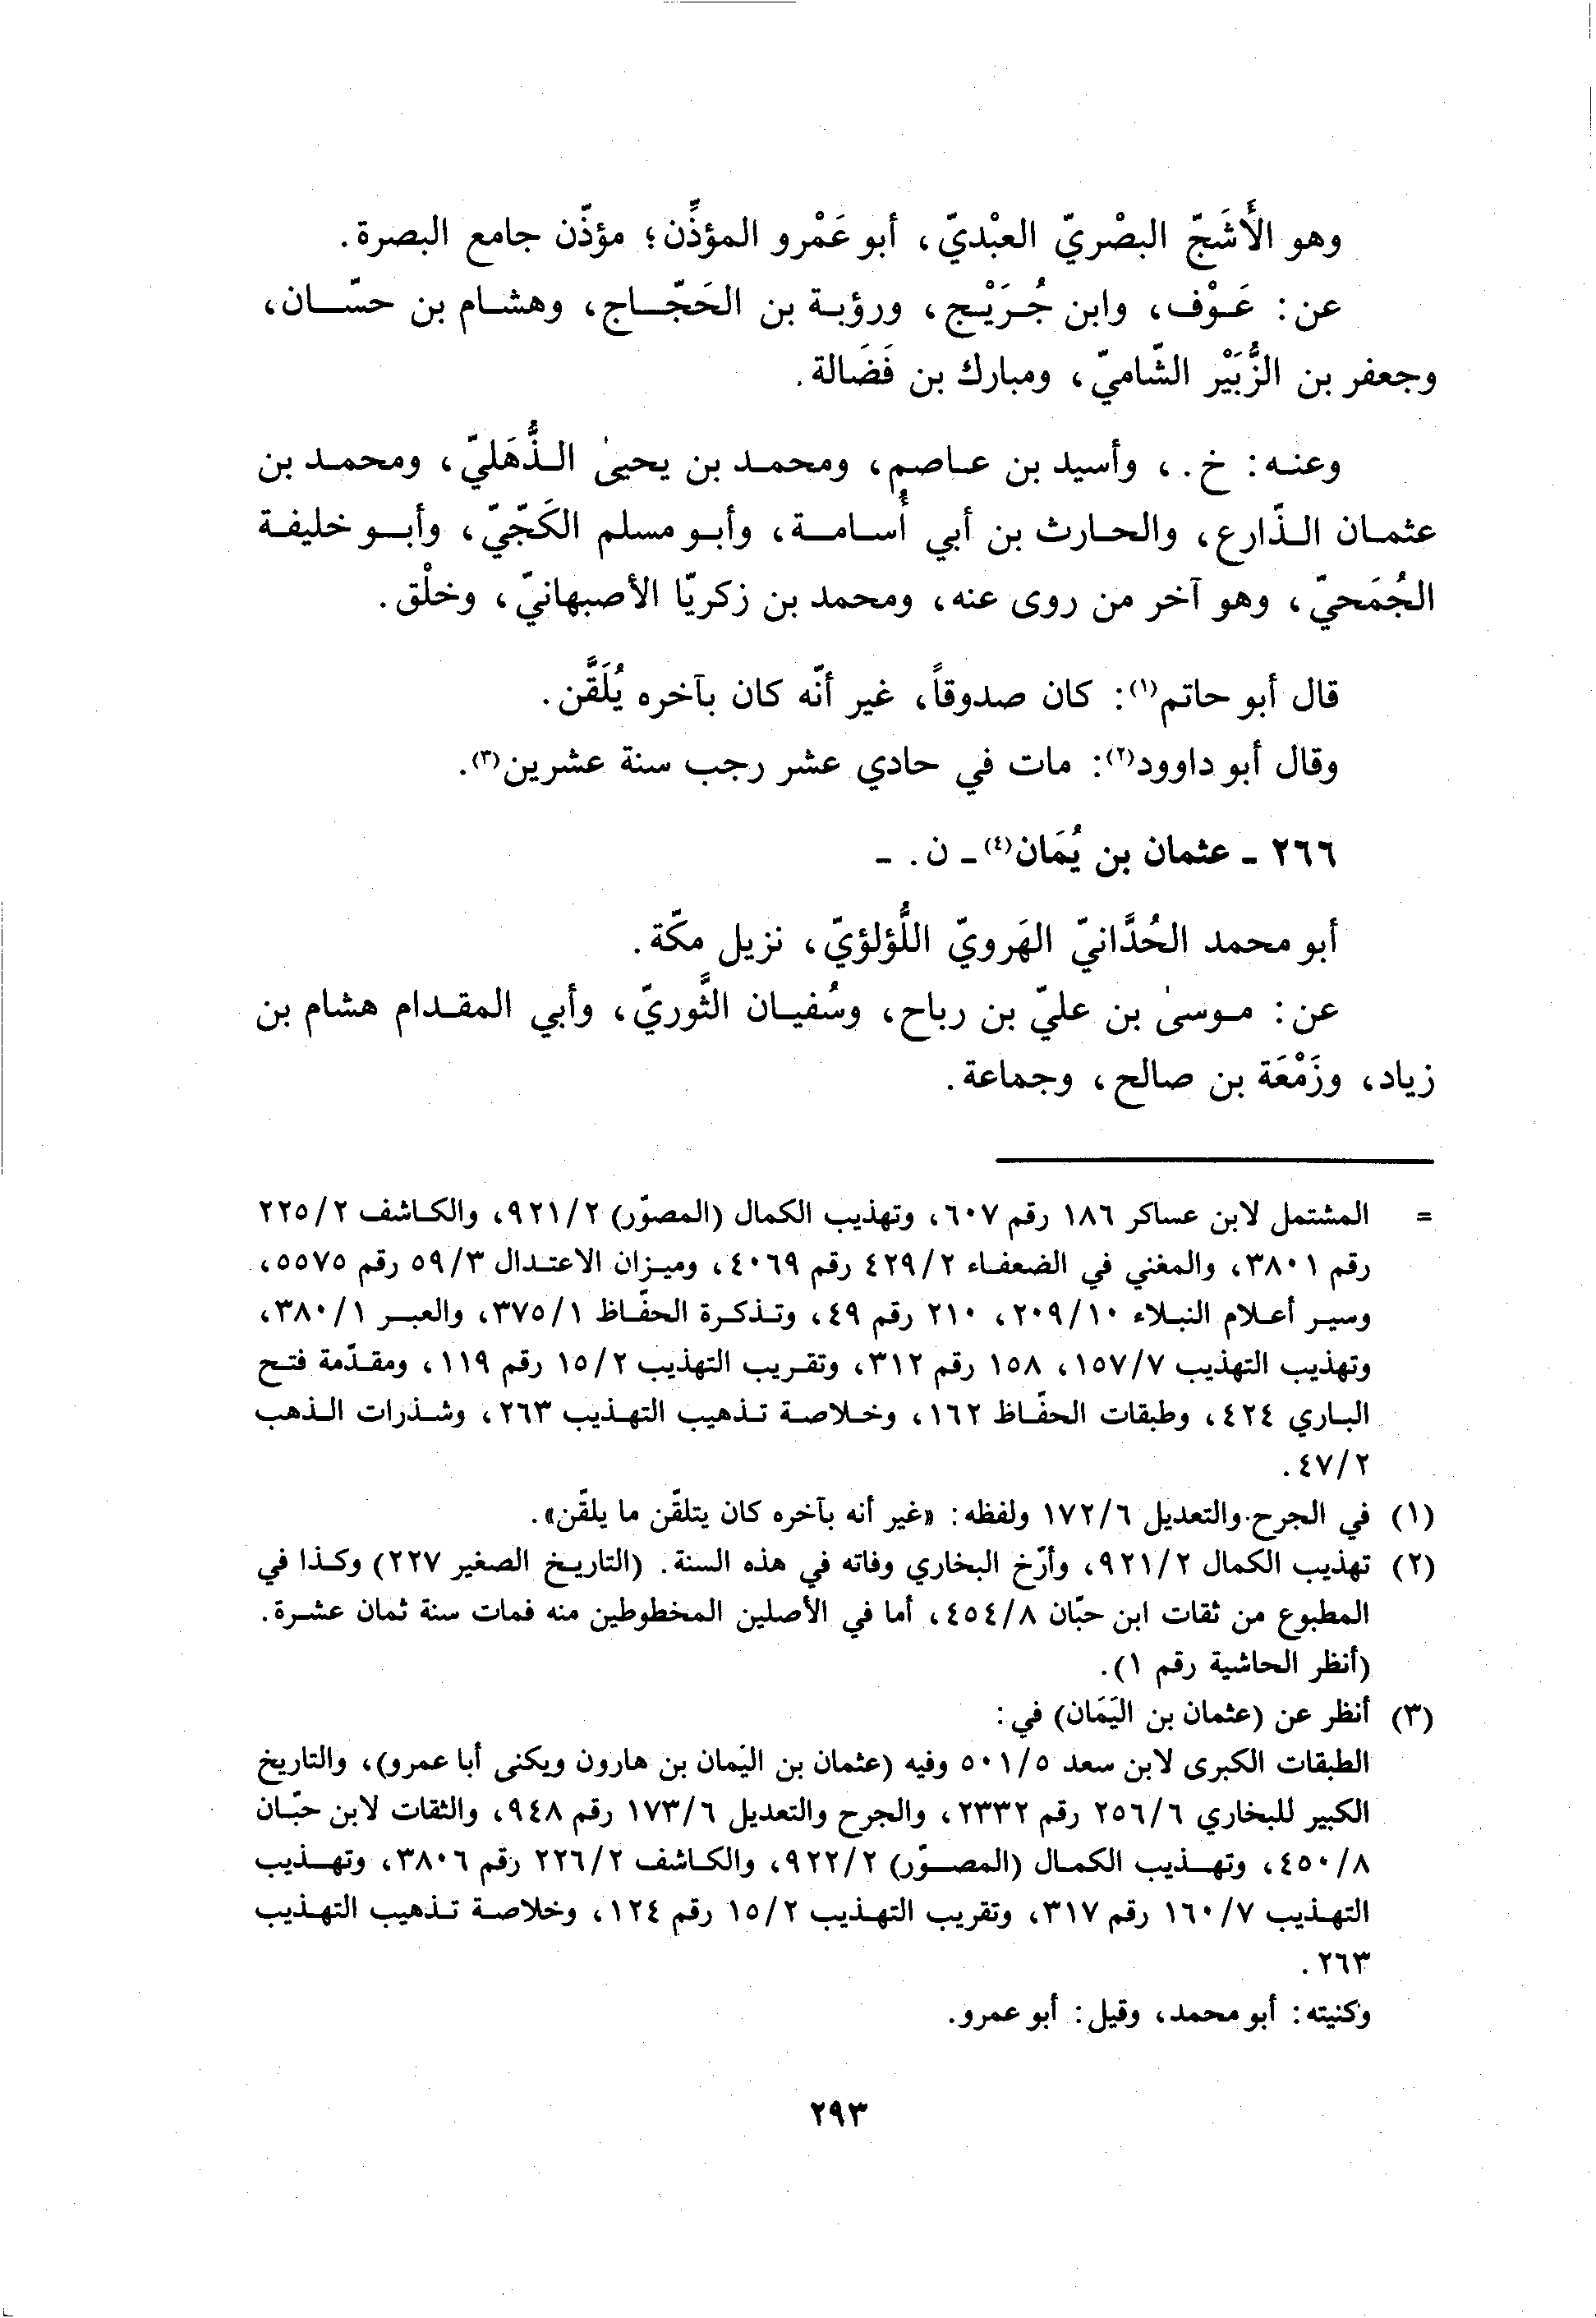 وهو الأَشَجّ البصْريّ العبْديّ، أبو عَمْرو المؤذِّن؛ مؤذّن جامع البصرة.
عن: عَوْف، وابن جُرَيْج، ورؤبة بن الحَجّاج، وهشام بن حسّان،
وجعفر بن الزُّبَيْر الشّاميّ، ومبارك بن فَضَالة.
وعنه: خ.، وأسيد بن عاصم، ومحمد بن يحيىٰ الذُّهَليّ، ومحمد بن
عثمان الذّارع، والحارث بن أبي أُسامة، وأبو مسلم الكَجّيّ، وأبو خليفة
الجُمَحيّ، وهو آخر من روى عنه، ومحمد بن زكريّا الأصبهانيّ، وخلْق.
قال أبو حاتم(١): كان صدوقاً، غير أنّه كان بآخره يُلَقَّن.
وقال أبو داوود(٢): مات في حادي عشر رجب سنة عشرين(٣).
٢٦٦ ـ عثمان بن يُمَان(٤) ـ ن. ـ
أبو محمد الحُدَّانيّ الهَرويّ اللُّؤلؤيّ، نزيل مكّة.
عن: موسىٰ بن عليّ بن رباح، وسُفيان الثَّوريّ، وأبي المقدام هشام بن
زياد، وزَمْعَة بن صالح، وجماعة.
= المشتمل لابن عساكر ١٨٦ رقم ٦٠٧، وتهذيب الكمال (المصوّر) ٩٢١/٢، والكاشف ٢٢٥/٢
رقم ٣٨٠١، والمغني في الضعفاء ٤٢٩/٢ رقم ٤٠٦٩، وميزان الاعتدال ٥٩/٣ رقم ٥٥٧٥،
وسير أعلام النبلاء ٢٠٩/١٠، ٢١٠ رقم ٤٩، وتذكرة الحفّاظ ٣٧٥/١، والعبر ٣٨٠/١،
وتهذيب التهذيب ١٥٧/٧، ١٥٨ رقم ٣١٢، وتقريب التهذيب ١٥/٢ رقم ١١٩، ومقدّمة فتح
الباري ٤٢٤، وطبقات الحفّاظ ١٦٢، وخلاصة تذهيب التهذيب ٢٦٣، وشذرات الذهب
٤٧/٢.
(١) في الجرح والتعديل ١٧٢/٦ ولفظه: «غير أنه بآخره كان يتلقّن ما يلقّن».
(٢) تهذيب الكمال ٩٢١/٢، وأرّخ البخاري وفاته في هذه السنة. (التاريخ الصغير ٢٢٧) وكذا في
المطبوع من ثقات ابن حبّان ٤٥٤/٨، أما في الأصلين المخطوطين منه فمات سنة ثمان عشرة.
(أنظر الحاشية رقم ١).
(٣) أنظر عن (عثمان بن اليَمَان) في:
الطبقات الكبرى لابن سعد ٥٠١/٥ وفيه (عثمان بن اليَمان بن هارون ويكنى أبا عمرو)، والتاريخ
الكبير للبخاري ٢٥٦/٦ رقم ٢٣٣٢، والجرح والتعديل ١٧٣/٦ رقم ٩٤٨، والثقات لابن حبّان
٤٥٠/٨، وتهذيب الكمال (المصوّر) ٩٢٢/٢، والكاشف ٢٢٦/٢ رقم ٣٨٠٦، وتهذيب
التهذيب ١٦٠/٧ رقم ٣١٧، وتقريب التهذيب ١٥/٢ رقم ١٢٤، وخلاصة تذهيب التهذيب
٢٦٣.
وكنيته: أبو محمد، وقيل: أبو عمرو.
٢٩٣